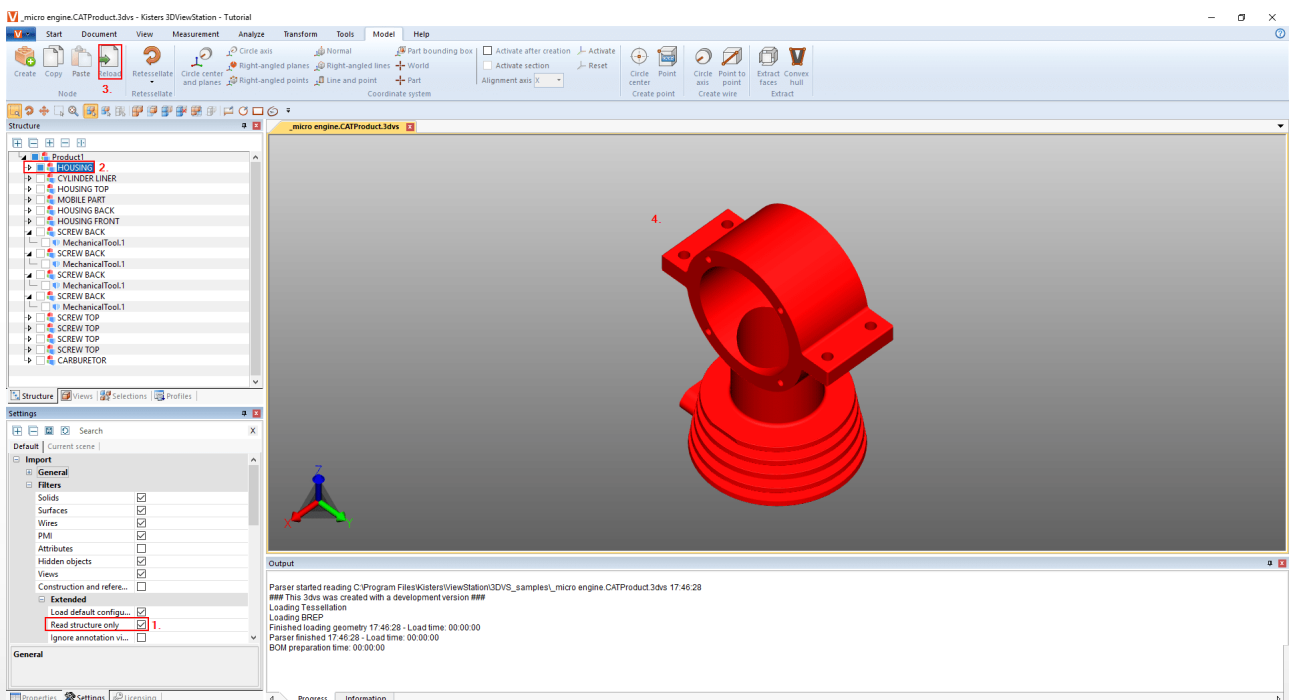 _micro engine.CATProduct.3dvs - Kisters 3DViewStation - Tutorial
Start Document View Measurement Analyze Transform Tools Model Help
Create Copy Paste Reload
Node
3.
Retessellate
Retessellate
Circle center and planes
Circle axis Normal Part bounding box
Right-angled planes Right-angled lines World
Right-angled points Line and point Part
Activate after creation Activate
Activate section Reset
Alignment axis X
Coordinate system
Circle center Point
Create point
Circle axis Point to point
Create wire
Extract faces Convex hull
Extract
Structure
Product1
HOUSING 2.
CYLINDER LINER
HOUSING TOP
MOBILE PART
HOUSING BACK
HOUSING FRONT
SCREW BACK
MechanicalTool.1
SCREW BACK
MechanicalTool.1
SCREW BACK
MechanicalTool.1
SCREW BACK
MechanicalTool.1
SCREW TOP
SCREW TOP
SCREW TOP
SCREW TOP
CARBURETOR
Structure Views Selections Profiles
Settings
Search X
Default Current scene
Import
General
Filters
Solids
Surfaces
Wires
PMI
Attributes
Hidden objects
Views
Construction and refere...
Extended
Load default configu...
Read structure only 1.
Ignore annotation vi...
General
Properties Settings Licensing
_micro engine.CATProduct.3dvs
4.
Z
X Y
Output
Parser started reading C:\Program Files\Kisters\ViewStation\3DVS_samples\_micro engine.CATProduct.3dvs 17:46:28
### This 3dvs was created with a development version ###
Loading Tessellation
Loading BREP
Finished loading geometry 17:46:28 - Load time: 00:00:00
Parser finished 17:46:28 - Load time: 00:00:00
BOM preparation time: 00:00:00
Progress Information